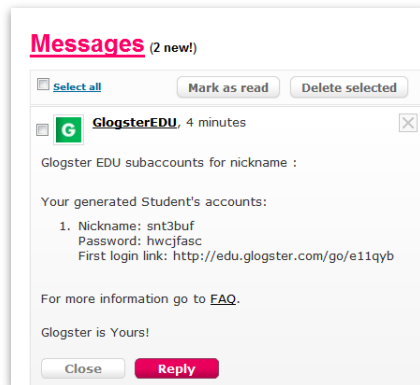 Messages (2 new!)
Select all Mark as read Delete selected
G GlogsterEDU, 4 minutes
Glogster EDU subaccounts for nickname :
Your generated Student's accounts:
1. Nickname: snt3buf
Password: hwcjfasc
First login link: http://edu.glogster.com/go/e11qyb
For more information go to FAQ.
Glogster is Yours!
Close Reply